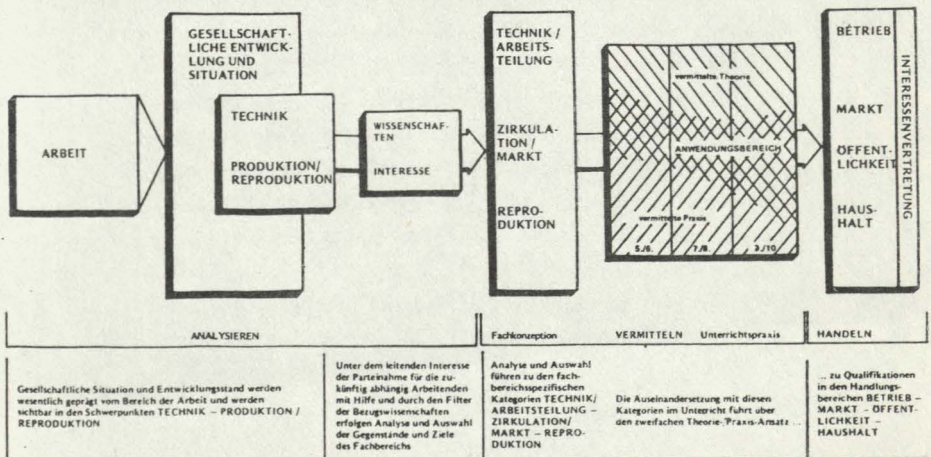 ARBEIT
GESELLSCHAFT-
LICHE ENTWICK-
LUNG UND
SITUATION
TECHNIK
PRODUKTION/
REPRODUKTION
WISSENSCHAF-
TEN
INTERESSE
TECHNIK /
ARBEITS-
TEILUNG
ZIRKULA-
TION /
MARKT
REPRO-
DUKTION
vermittelte Theorie
ANWENDUNGSBEREICH
vermittelte Praxis
5./6. 7./8. 9./10.
BETRIEB
MARKT
ÖFFENT-
LICHKEIT
HAUS-
HALT
INTERESSENVERTRETUNG
ANALYSIEREN
Fachkonzeption VERMITTELN Unterrichtspraxis
HANDELN
Gesellschaftliche Situation und Entwicklungsstand werden
wesentlich geprägt vom Bereich der Arbeit und werden
sichtbar in den Schwerpunkten TECHNIK – PRODUKTION /
REPRODUKTION
Unter dem leitenden Interesse
der Parteinahme für die zu-
künftig abhängig Arbeitenden
mit Hilfe und durch den Filter
der Bezugswissenschaften
erfolgen Analyse und Auswahl
der Gegenstände und Ziele
des Fachbereichs
Analyse und Auswahl
führen zu den fach-
bereichsspezifischen
Kategorien TECHNIK/
ARBEITSTEILUNG –
ZIRKULATION/
MARKT – REPRO-
DUKTION
Die Auseinandersetzung mit diesen
Kategorien im Unterricht führt über
den zweifachen Theorie-Praxis-Ansatz ...
... zu Qualifikationen
in den Handlungs-
bereichen BETRIEB –
MARKT – ÖFFENT-
LICHKEIT –
HAUSHALT